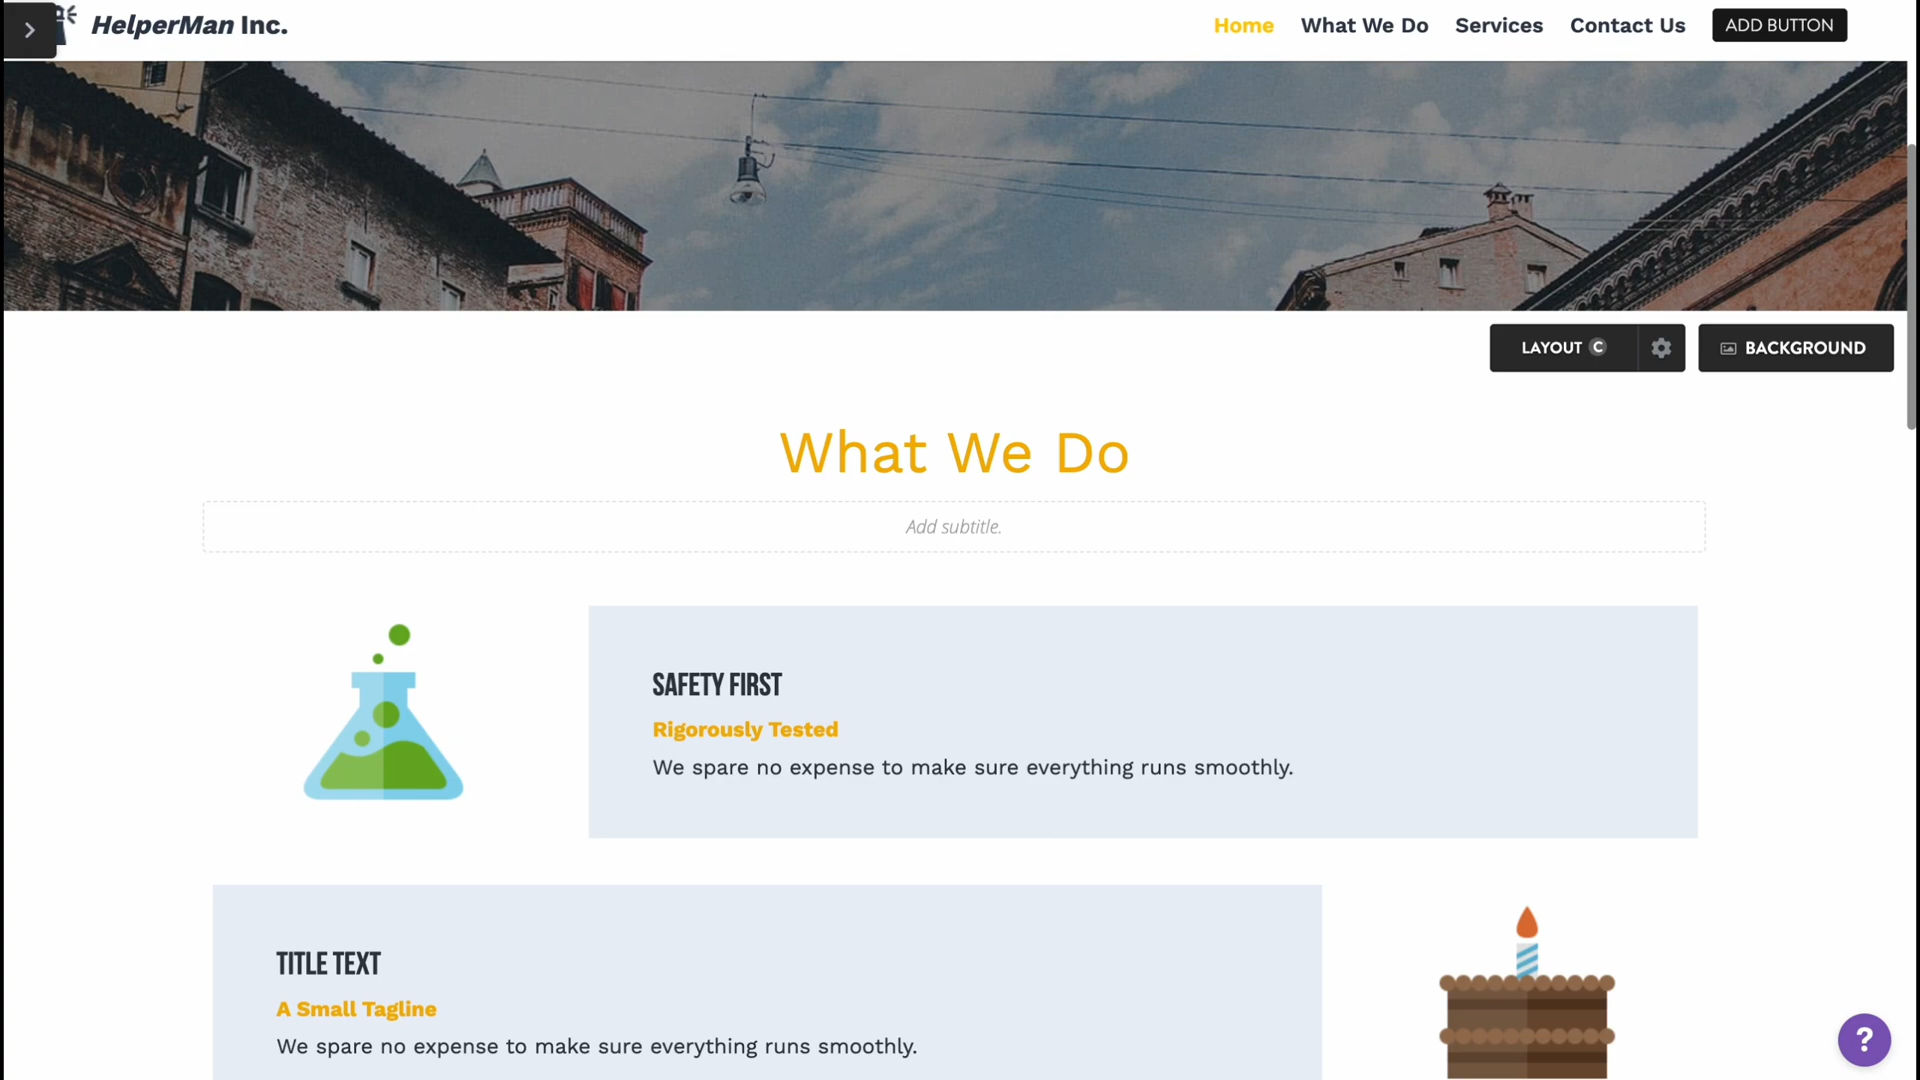 HelperMan Inc.
Home What We Do Services Contact Us ADD BUTTON
LAYOUT C BACKGROUND
What We Do
Add subtitle.
SAFETY FIRST
Rigorously Tested
We spare no expense to make sure everything runs smoothly.
TITLE TEXT
A Small Tagline
We spare no expense to make sure everything runs smoothly.
?